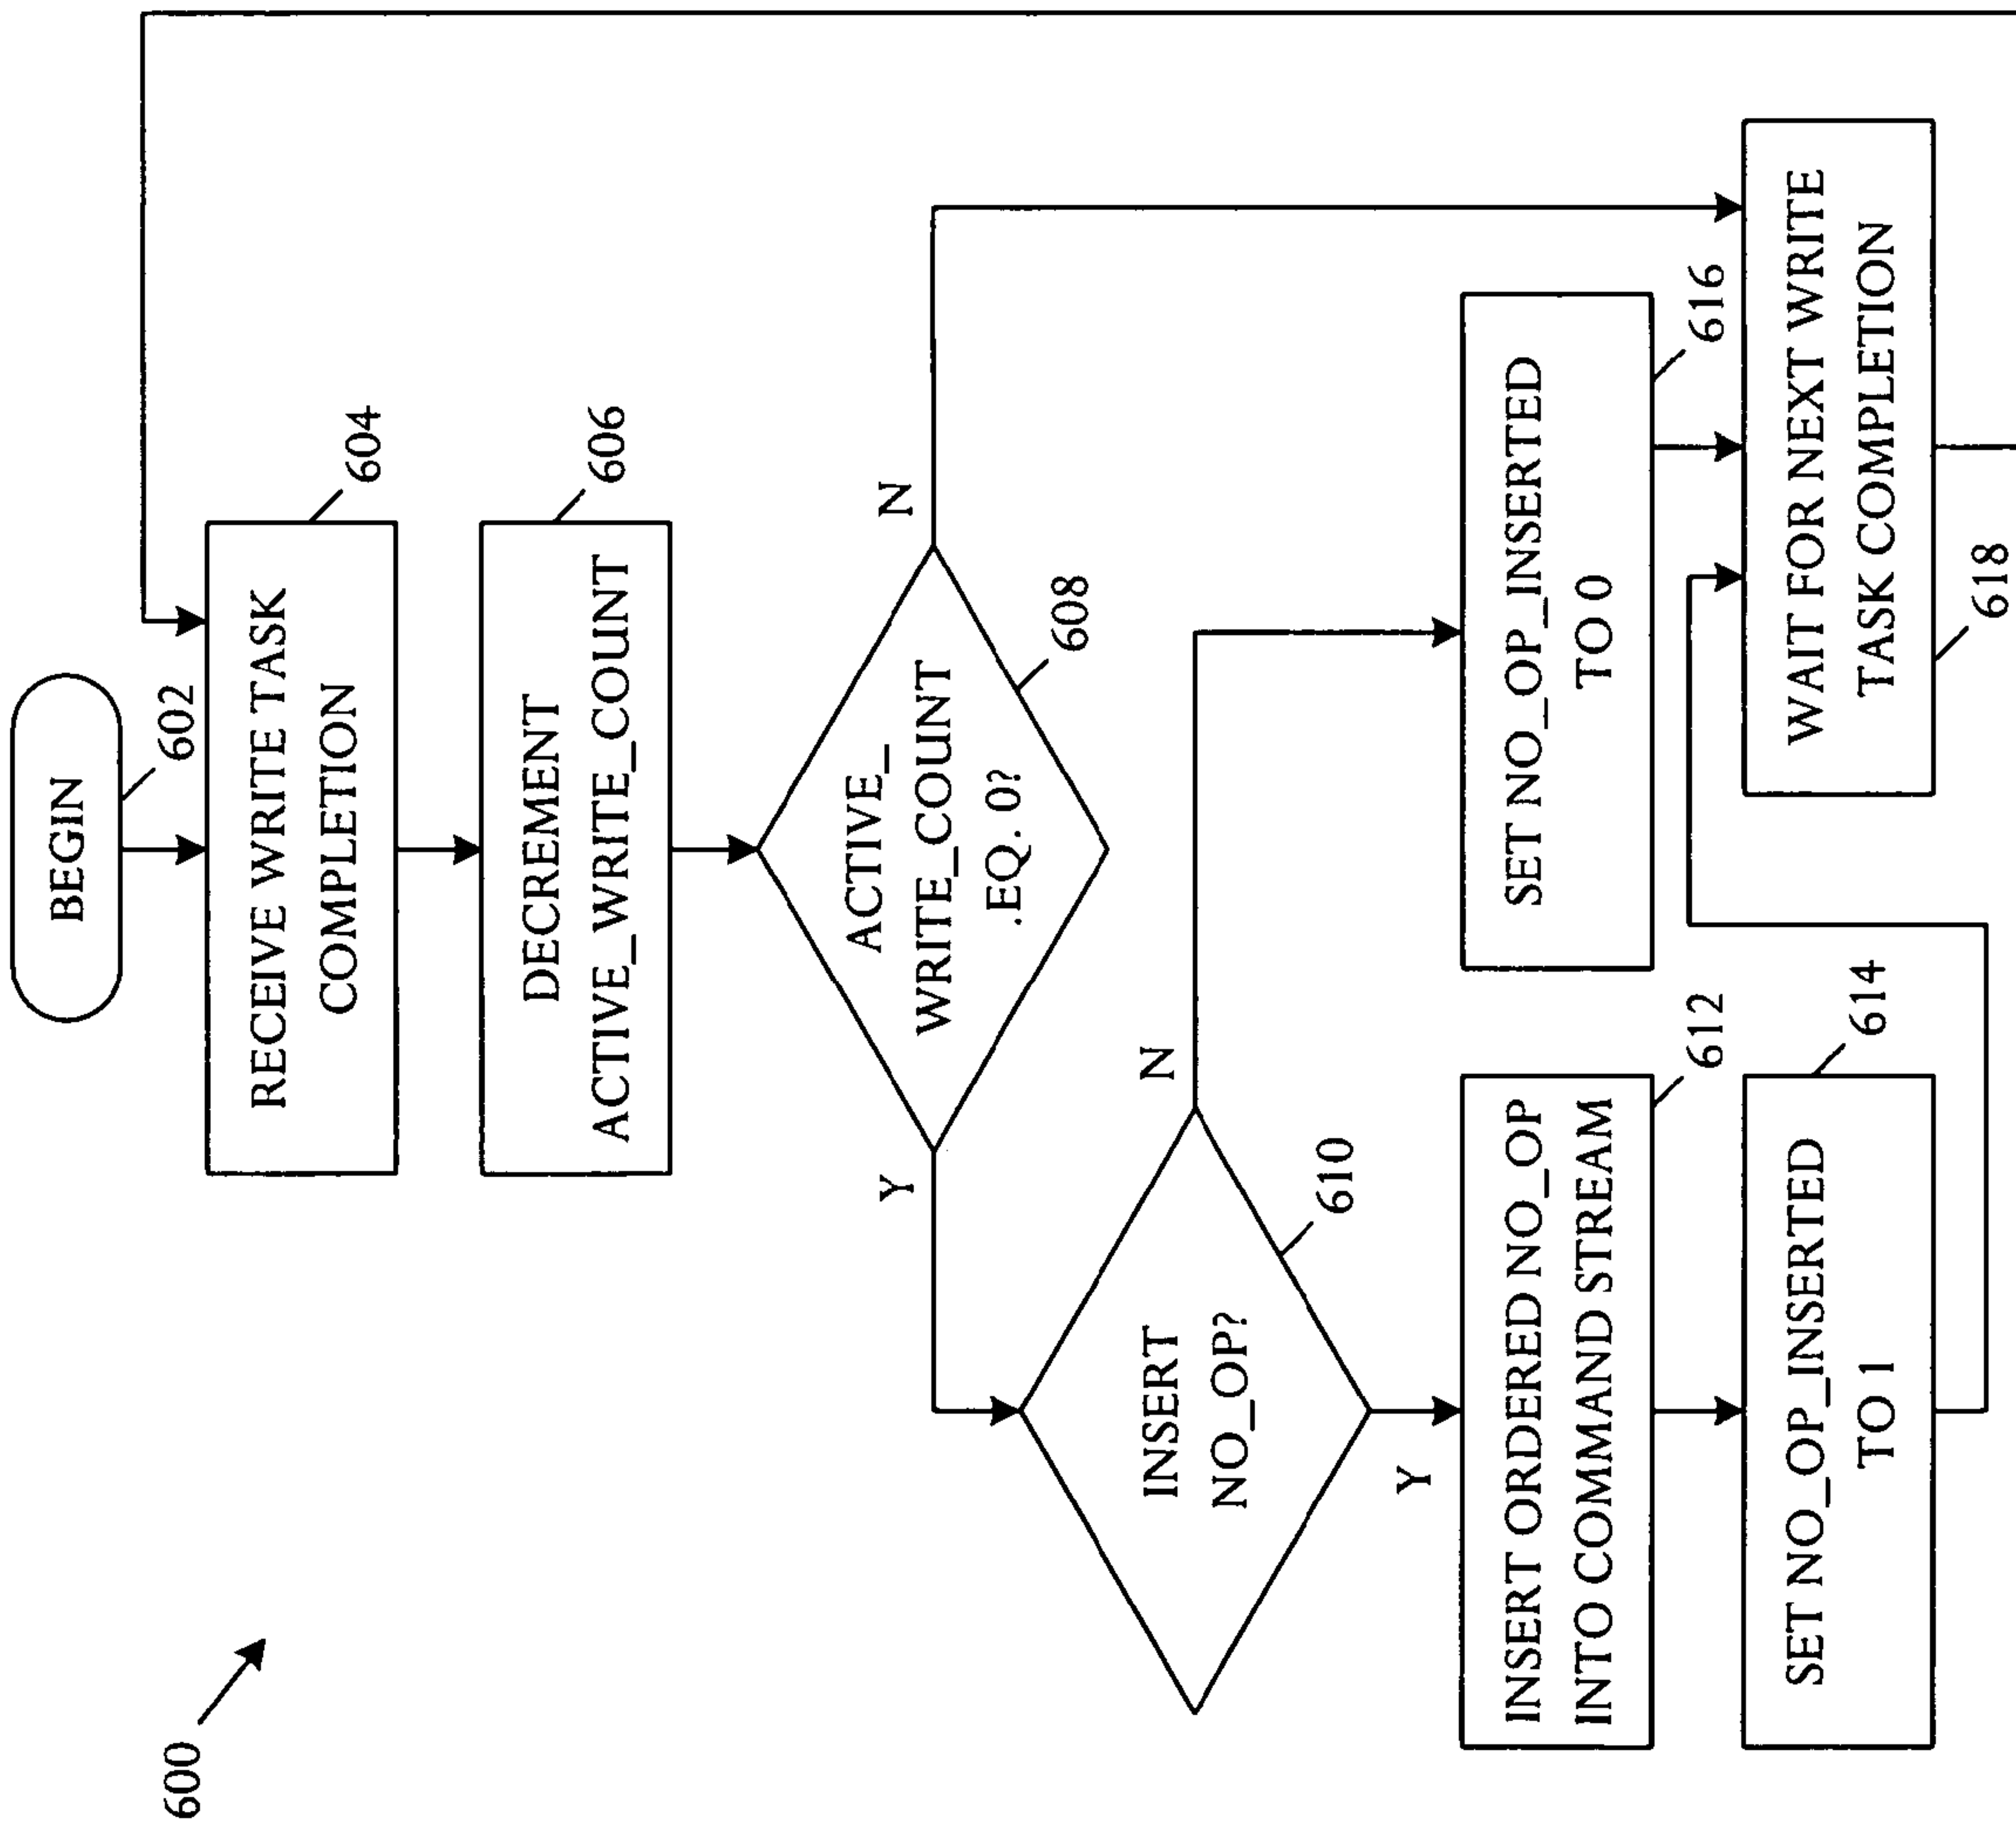 600
BEGIN
602
RECEIVE WRITE TASK
COMPLETION
604
DECREMENT
ACTIVE_WRITE_COUNT
606
ACTIVE_
WRITE_COUNT
.EQ. 0?
608
Y
N
INSERT
NO_OP?
610
N
Y
INSERT ORDERED NO_OP
INTO COMMAND STREAM
612
SET NO_OP_INSERTED
TO 0
616
SET NO_OP_INSERTED
TO 1
614
WAIT FOR NEXT WRITE
TASK COMPLETION
618